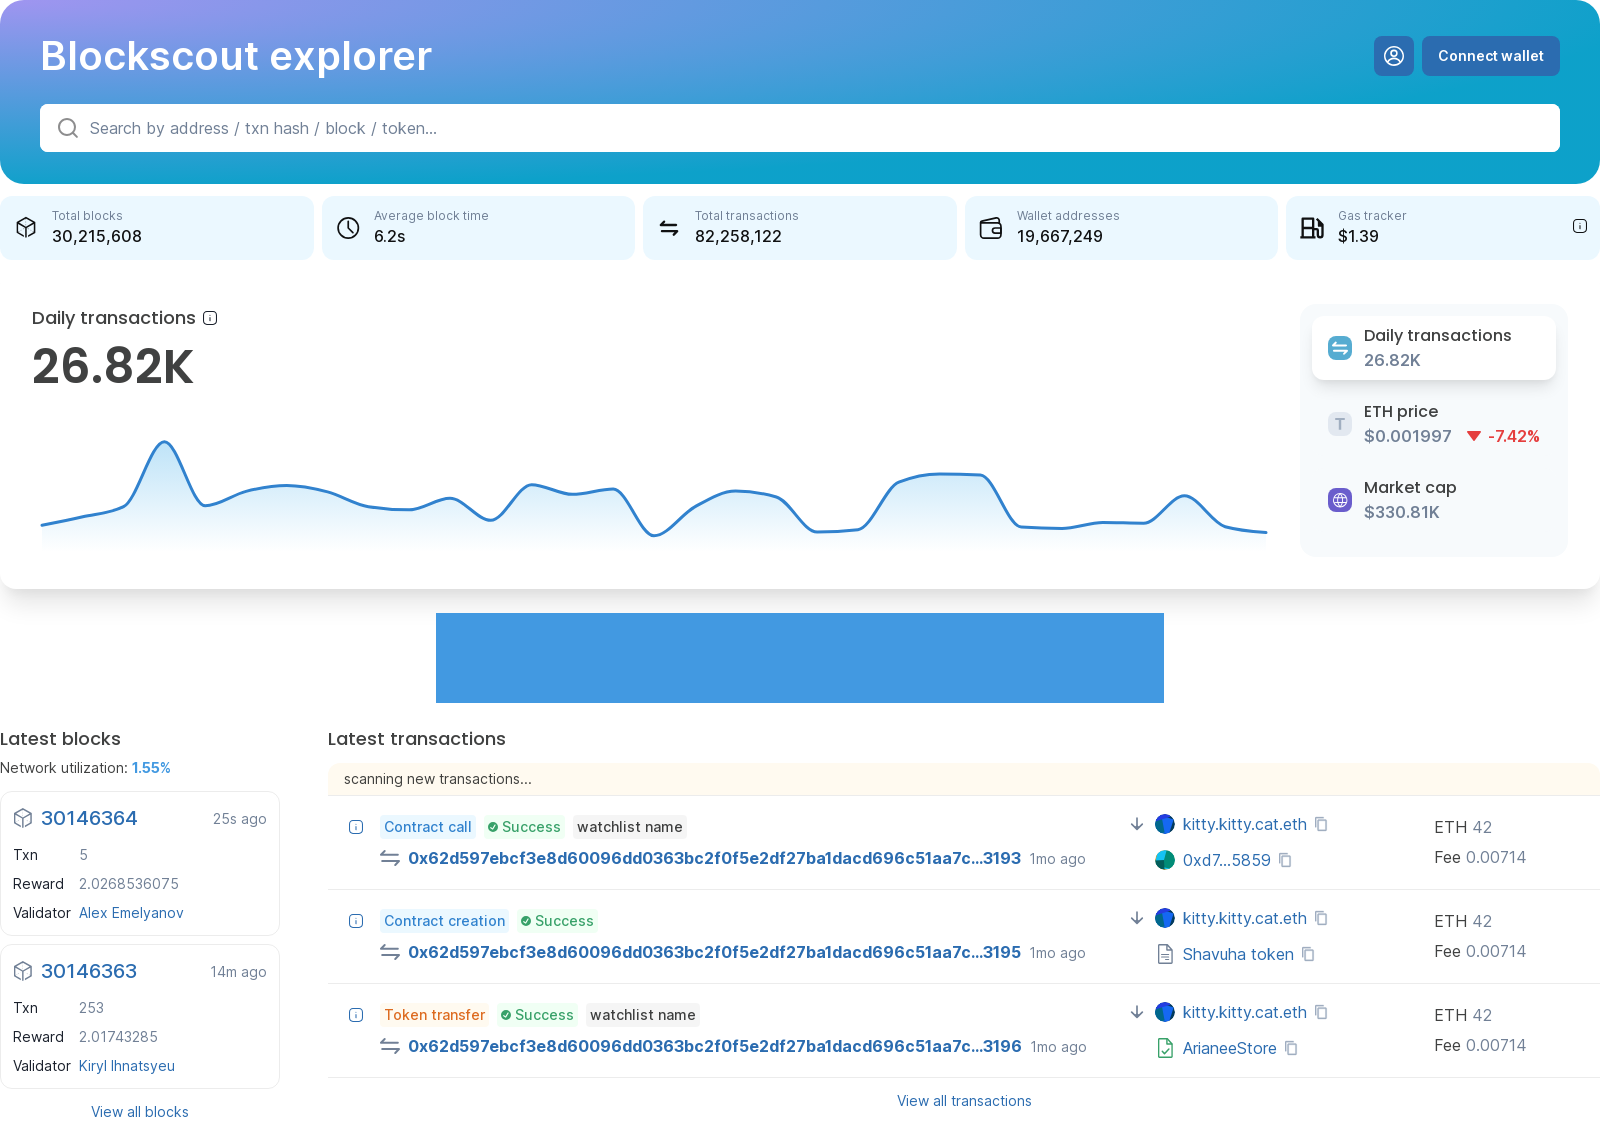 Blockscout explorer
Connect wallet
Search by address / txn hash / block / token...
Total blocks
30,215,608
Average block time
6.2s
Total transactions
82,258,122
Wallet addresses
19,667,249
Gas tracker
$1.39
Daily transactions
26.82K
Daily transactions
26.82K
T
ETH price
$0.001997 -7.42%
Market cap
$330.81K
Latest blocks
Network utilization: 1.55%
30146364 25s ago
Txn 5
Reward 2.0268536075
Validator Alex Emelyanov
30146363 14m ago
Txn 253
Reward 2.01743285
Validator Kiryl Ihnatsyeu
View all blocks
Latest transactions
scanning new transactions...
Contract call Success watchlist name
0x62d597ebcf3e8d60096dd0363bc2f0f5e2df27ba1dacd696c51aa7c...3193 1mo ago
kitty.kitty.cat.eth
0xd7...5859
ETH 42
Fee 0.00714
Contract creation Success
0x62d597ebcf3e8d60096dd0363bc2f0f5e2df27ba1dacd696c51aa7c...3195 1mo ago
kitty.kitty.cat.eth
Shavuha token
ETH 42
Fee 0.00714
Token transfer Success watchlist name
0x62d597ebcf3e8d60096dd0363bc2f0f5e2df27ba1dacd696c51aa7c...3196 1mo ago
kitty.kitty.cat.eth
ArianeeStore
ETH 42
Fee 0.00714
View all transactions